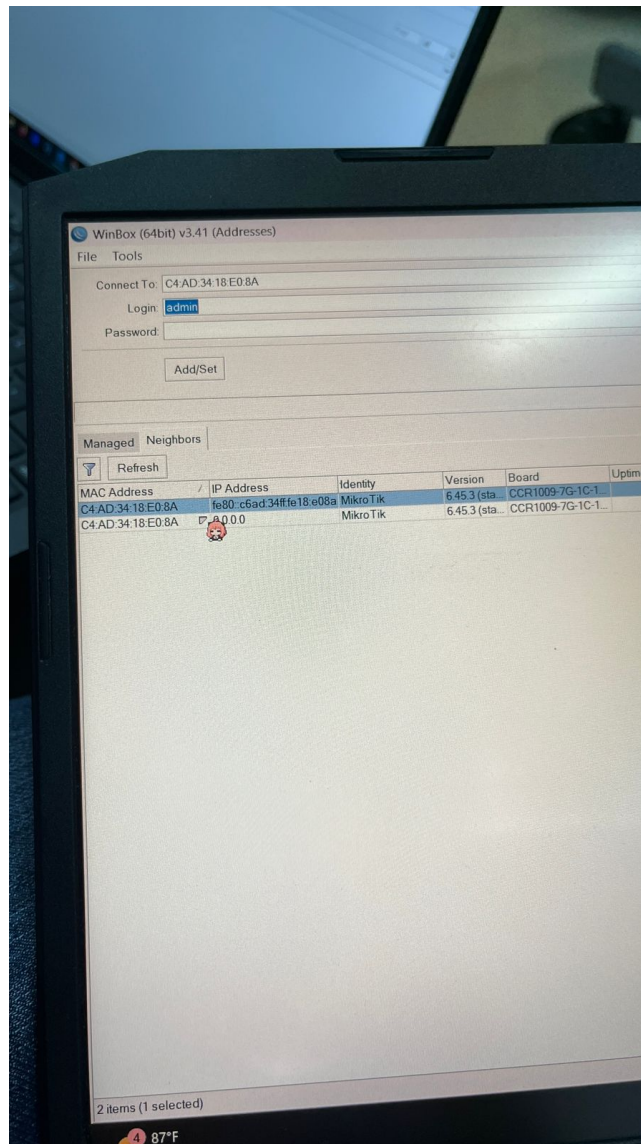 WinBox (64bit) v3.41 (Addresses)
File Tools
Connect To: C4:AD:34:18:E0:8A
Login: admin
Password:
Add/Set
Managed Neighbors
Refresh
MAC Address / IP Address Identity Version Board Uptim
C4:AD:34:18:E0:8A fe80::c6ad:34ff:fe18:e08a MikroTik 6.45.3 (sta... CCR1009-7G-1C-1...
C4:AD:34:18:E0:8A 0.0.0.0 MikroTik 6.45.3 (sta... CCR1009-7G-1C-1...
2 items (1 selected)
4 87°F